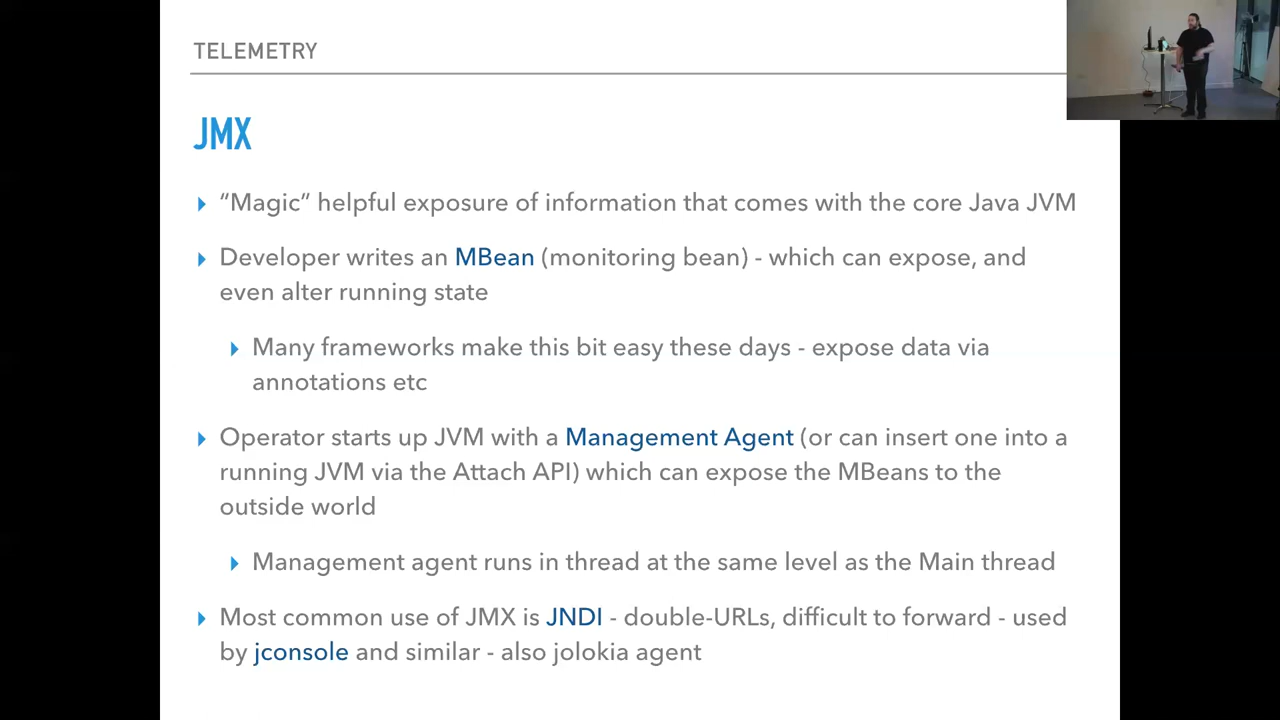 TELEMETRY
JMX
“Magic” helpful exposure of information that comes with the core Java JVM
Developer writes an MBean (monitoring bean) - which can expose, and
even alter running state
Many frameworks make this bit easy these days - expose data via
annotations etc
Operator starts up JVM with a Management Agent (or can insert one into a
running JVM via the Attach API) which can expose the MBeans to the
outside world
Management agent runs in thread at the same level as the Main thread
Most common use of JMX is JNDI - double-URLs, difficult to forward - used
by jconsole and similar - also jolokia agent